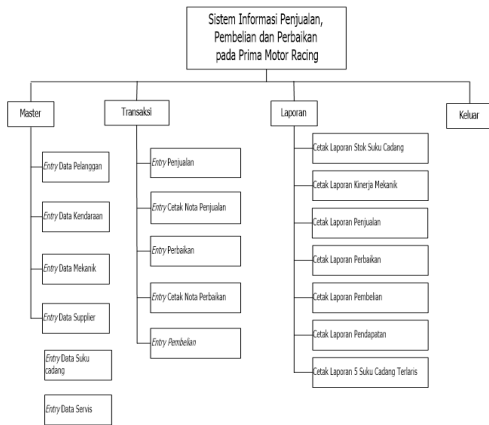 Sistem Informasi Penjualan,
Pembelian dan Perbaikan
pada Prima Motor Racing
Master
Transaksi
Laporan
Keluar
Entry Data Pelanggan
Entry Data Kendaraan
Entry Data Mekanik
Entry Data Supplier
Entry Data Suku
cadang
Entry Data Servis
Entry Penjualan
Entry Cetak Nota Penjualan
Entry Perbaikan
Entry Cetak Nota Perbaikan
Entry Pembelian
Cetak Laporan Stok Suku Cadang
Cetak Laporan Kinerja Mekanik
Cetak Laporan Penjualan
Cetak Laporan Perbaikan
Cetak Laporan Pembelian
Cetak Laporan Pendapatan
Cetak Laporan 5 Suku Cadang Terlaris